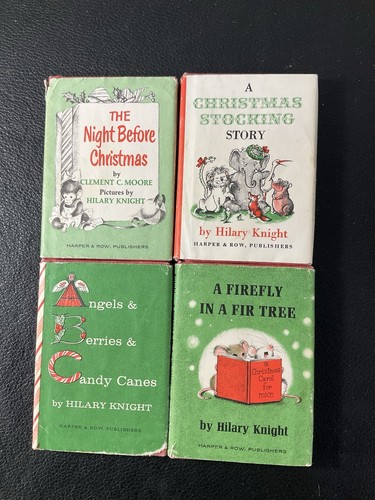 THE
Night Before
Christmas
by
CLEMENT C. MOORE
Pictures by
HILARY KNIGHT
HARPER & ROW, PUBLISHERS
A
CHRISTMAS
STOCKING
STORY
by Hilary Knight
HARPER & ROW, PUBLISHERS
Angels &
Berries &
Candy Canes
by HILARY KNIGHT
HARPER & ROW, PUBLISHERS
A FIREFLY
IN A FIR TREE
a
Christmas
Carol for
mice
by Hilary Knight
HARPER & ROW, PUBLISHERS